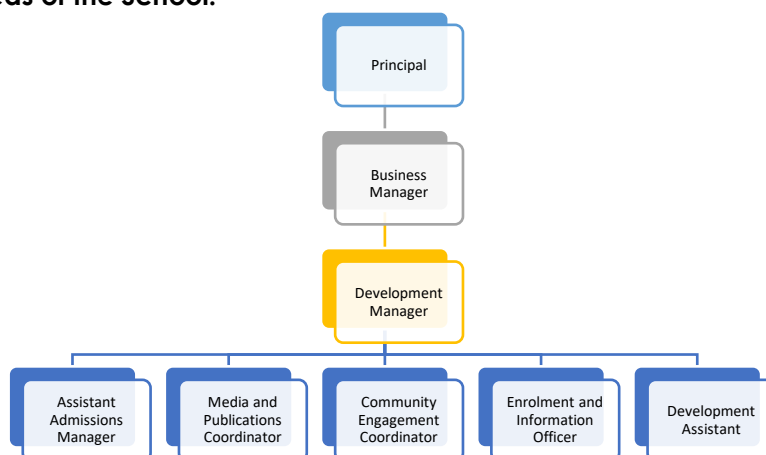 of the School.
Principal
Business
Manager
Development
Manager
Assistant
Admissions
Manager
Media and
Publications
Coordinator
Community
Engagement
Coordinator
Enrolment and
Information
Officer
Development
Assistant